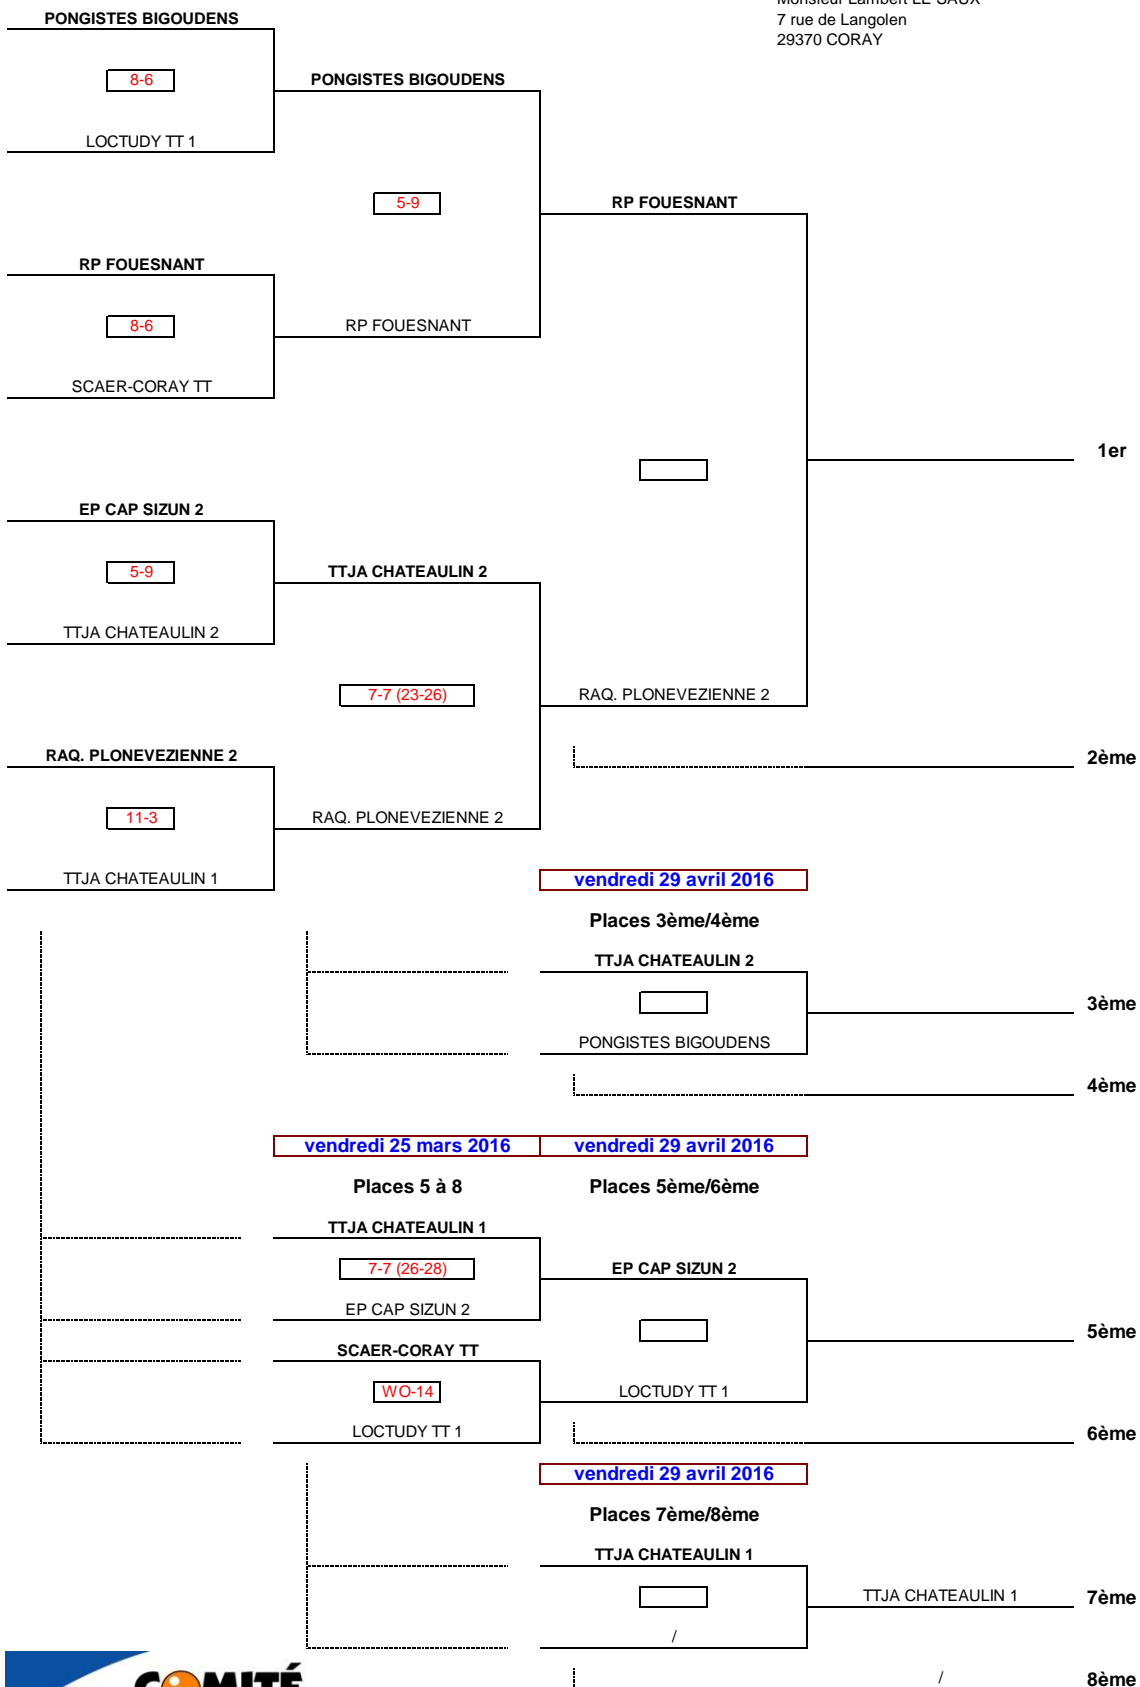 Monsieur Lambert LE SAUX
PONGISTES BIGOUDENS
7 rue de Langolen
29370 CORAY
8-6
PONGISTES BIGOUDENS
LOCTUDY TT 1
5-9
RP FOUESNANT
RP FOUESNANT
8-6
RP FOUESNANT
SCAER-CORAY TT
1er
EP CAP SIZUN 2
5-9
TTJA CHATEAULIN 2
TTJA CHATEAULIN 2
7-7 (23-26)
RAQ. PLONEVEZIENNE 2
RAQ. PLONEVEZIENNE 2
2ème
11-3
RAQ. PLONEVEZIENNE 2
TTJA CHATEAULIN 1
vendredi 29 avril 2016
Places 3ème/4ème
TTJA CHATEAULIN 2
3ème
PONGISTES BIGOUDENS
4ème
vendredi 25 mars 2016
vendredi 29 avril 2016
Places 5 à 8
Places 5ème/6ème
TTJA CHATEAULIN 1
7-7 (26-28)
EP CAP SIZUN 2
EP CAP SIZUN 2
5ème
SCAER-CORAY TT
WO-14
LOCTUDY TT 1
LOCTUDY TT 1
6ème
vendredi 29 avril 2016
Places 7ème/8ème
TTJA CHATEAULIN 1
TTJA CHATEAULIN 1
7ème
/
/
8ème
COMITÉ